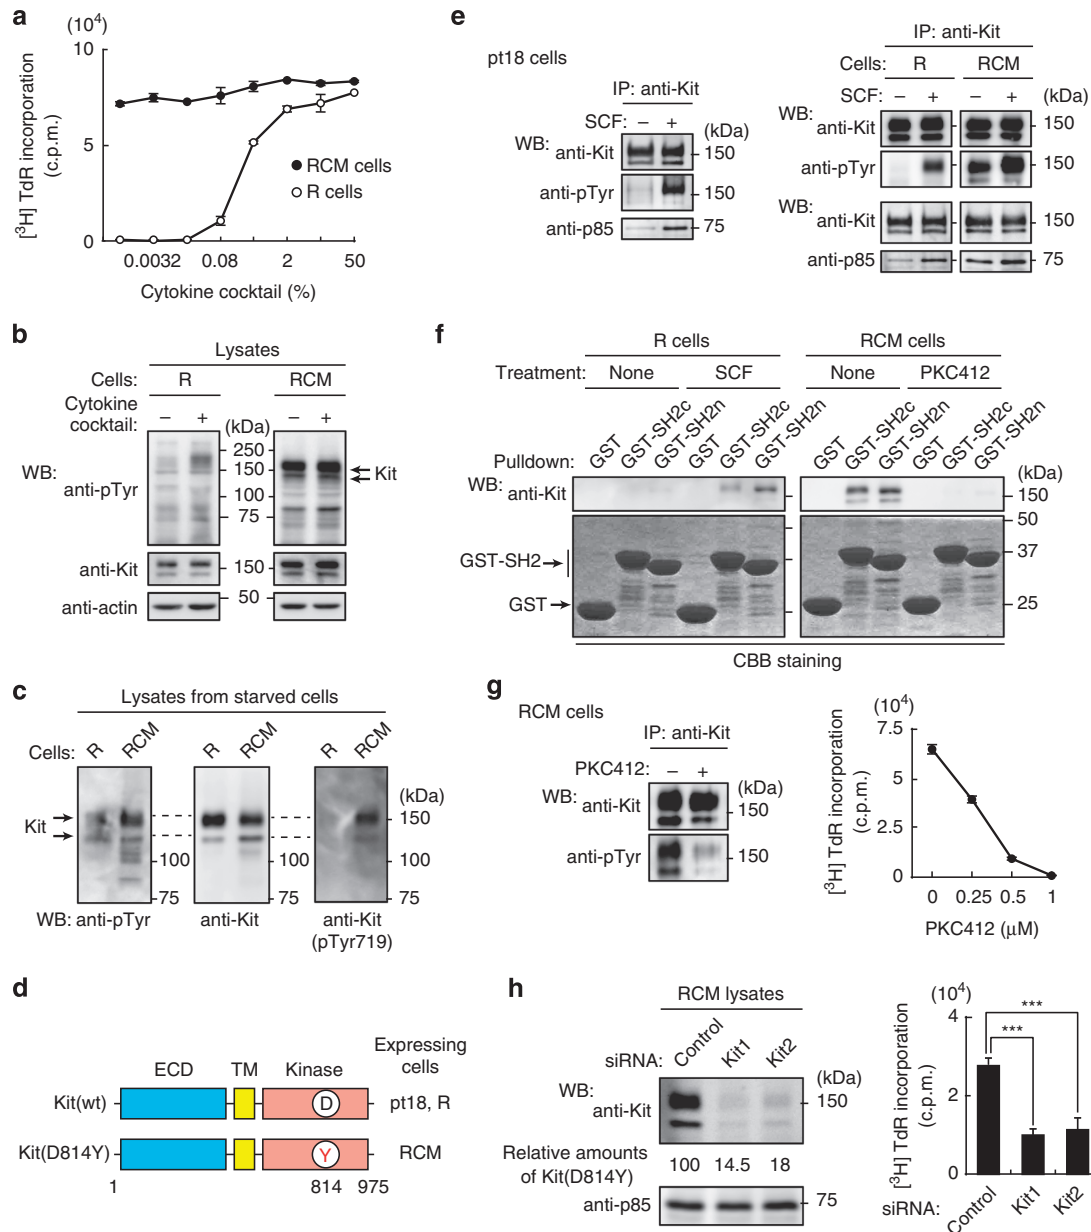 a
(10⁴)
10
5
0
[³H] TdR incorporation
(c.p.m.)
RCM cells
R cells
0.0032 0.08 2 50
Cytokine cocktail (%)
b
Lysates
Cells: R RCM
Cytokine
cocktail: – + – +
(kDa)
WB: anti-pTyr
250
150
100
75
Kit
anti-Kit 150
50
anti-actin
c
Lysates from starved cells
Cells: R RCM R RCM RCM
(kDa)
Kit
150
100 100 100
75 75 75
WB: anti-pTyr anti-Kit anti-Kit
(pTyr719)
d
ECD TM Kinase Expressing
cells
Kit(wt) D pt18, R
Kit(D814Y) Y RCM
1 814 975
e
pt18 cells
IP: anti-Kit
SCF: – + (kDa)
WB: anti-Kit 150
anti-pTyr 150
anti-p85 75
IP: anti-Kit
Cells: R RCM
SCF: – + – + (kDa)
WB: anti-Kit 150
anti-pTyr 150
WB: anti-Kit 150
anti-p85 75
f
R cells RCM cells
Treatment: None SCF None PKC412
Pulldown: GST GST-SH2c GST-SH2n GST GST-SH2c GST-SH2n GST GST-SH2c GST-SH2n GST GST-SH2c GST-SH2n
(kDa)
WB: anti-Kit 150
50
GST-SH2 37
GST 25
CBB staining
g
RCM cells
IP: anti-Kit
PKC412: – + (kDa)
WB: anti-Kit 150
anti-pTyr 150
(10⁴)
7.5
5
2.5
0
[³H] TdR incorporation
(c.p.m.)
0 0.25 0.5 1
PKC412 (μM)
h
RCM lysates
siRNA: Control Kit1 Kit2
(kDa)
WB: anti-Kit 150
Relative amounts
of Kit(D814Y) 100 14.5 18
anti-p85 75
(10⁴)
4
2
0
[³H] TdR incorporation
(c.p.m.)
***
***
siRNA: Control Kit1 Kit2